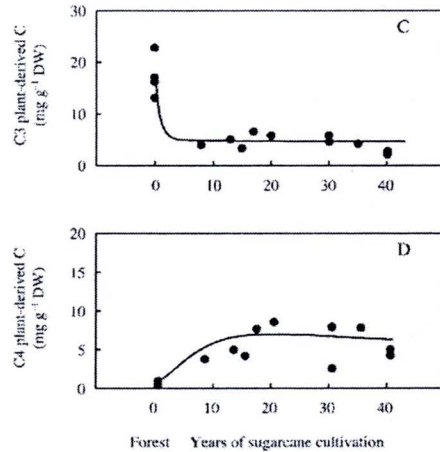 C
C3 plant-derived C
(mg g⁻¹ DW)
30
20
10
0
0 10 20 30 40
D
C4 plant-derived C
(mg g⁻¹ DW)
20
15
10
5
0
0 10 20 30 40
Forest Years of sugarcane cultivation